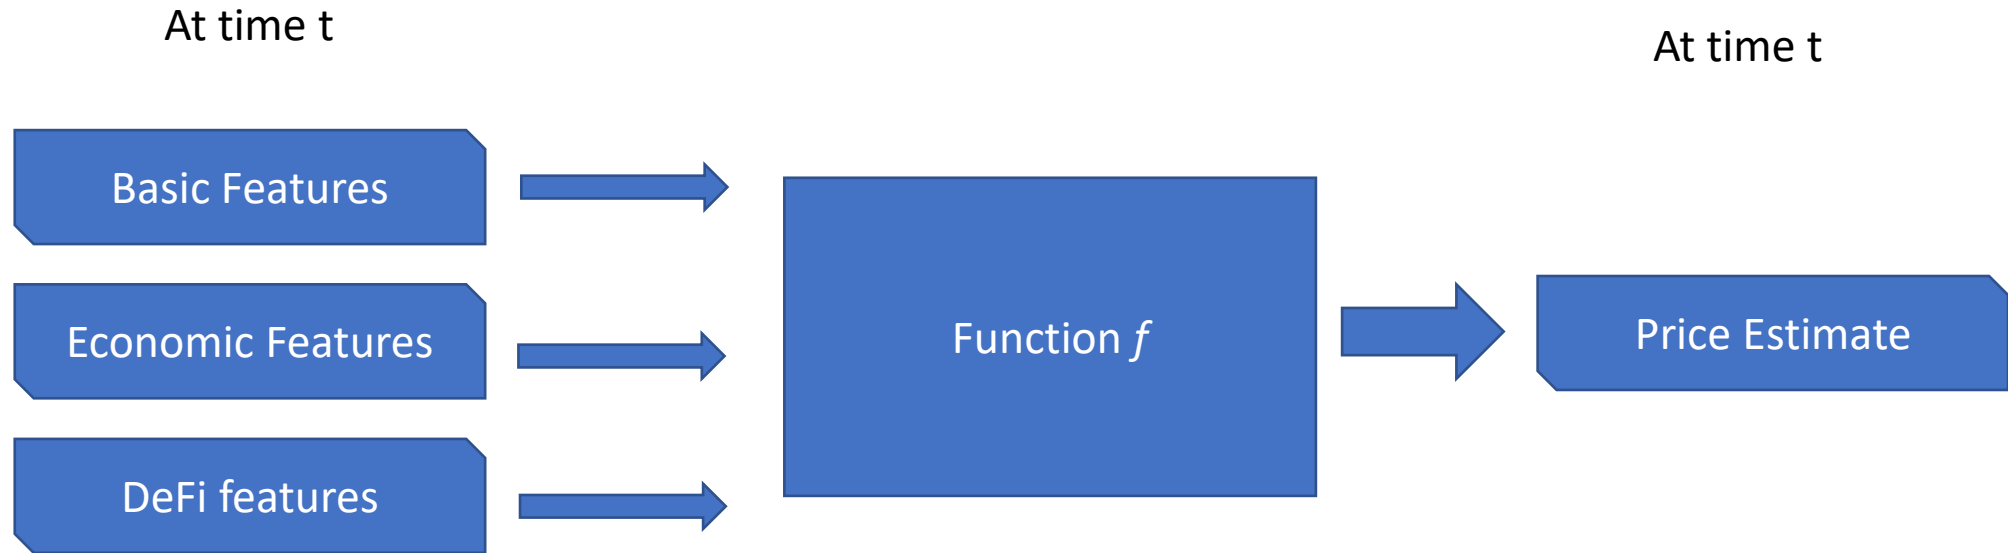 At time t
At time t
Basic Features
Economic Features
DeFi features
Function f
Price Estimate